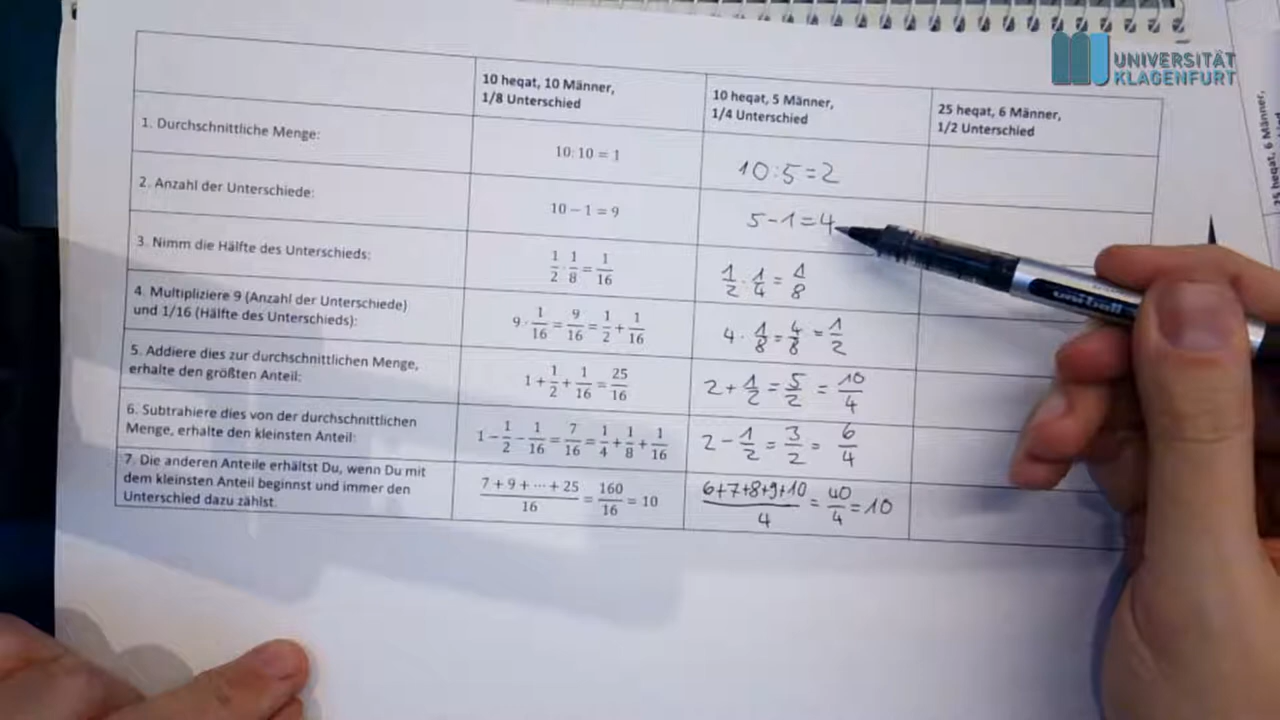 UNIVERSITÄT
KLAGENFURT
10 heqat, 10 Männer,
1/8 Unterschied
10 heqat, 5 Männer,
1/4 Unterschied
25 heqat, 6 Männer,
1/2 Unterschied
1. Durchschnittliche Menge:
10:10 = 1
10:5=2
2. Anzahl der Unterschiede:
10 − 1 = 9
5-1=4
3. Nimm die Hälfte des Unterschieds:
1/2 · 1/8 = 1/16
1/2 · 1/4 = 1/8
4. Multipliziere 9 (Anzahl der Unterschiede)
und 1/16 (Hälfte des Unterschieds):
9 · 1/16 = 9/16 = 1/2 + 1/16
4 · 1/8 = 4/8 = 1/2
5. Addiere dies zur durchschnittlichen Menge,
erhalte den größten Anteil:
1 + 1/2 + 1/16 = 25/16
2 + 1/2 = 5/2 = 10/4
6. Subtrahiere dies von der durchschnittlichen
Menge, erhalte den kleinsten Anteil:
1 − 1/2 − 1/16 = 7/16 = 1/4 + 1/8 + 1/16
2 - 1/2 = 3/2 = 6/4
7. Die anderen Anteile erhältst Du, wenn Du mit
dem kleinsten Anteil beginnst und immer den
Unterschied dazu zählst.
7 + 9 + ⋯ + 25/16 = 160/16 = 10
6+7+8+9+10/4 = 40/4 = 10
25 heqat, 6 Männer,